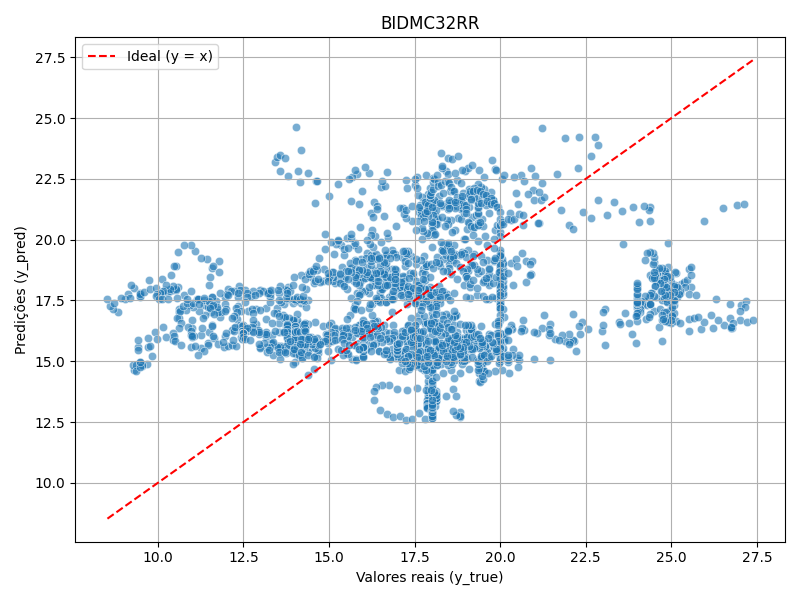 BIDMC32RR
Ideal (y = x)
27.5
25.0
22.5
20.0
17.5
15.0
12.5
10.0
Predições (y_pred)
10.0 12.5 15.0 17.5 20.0 22.5 25.0 27.5
Valores reais (y_true)